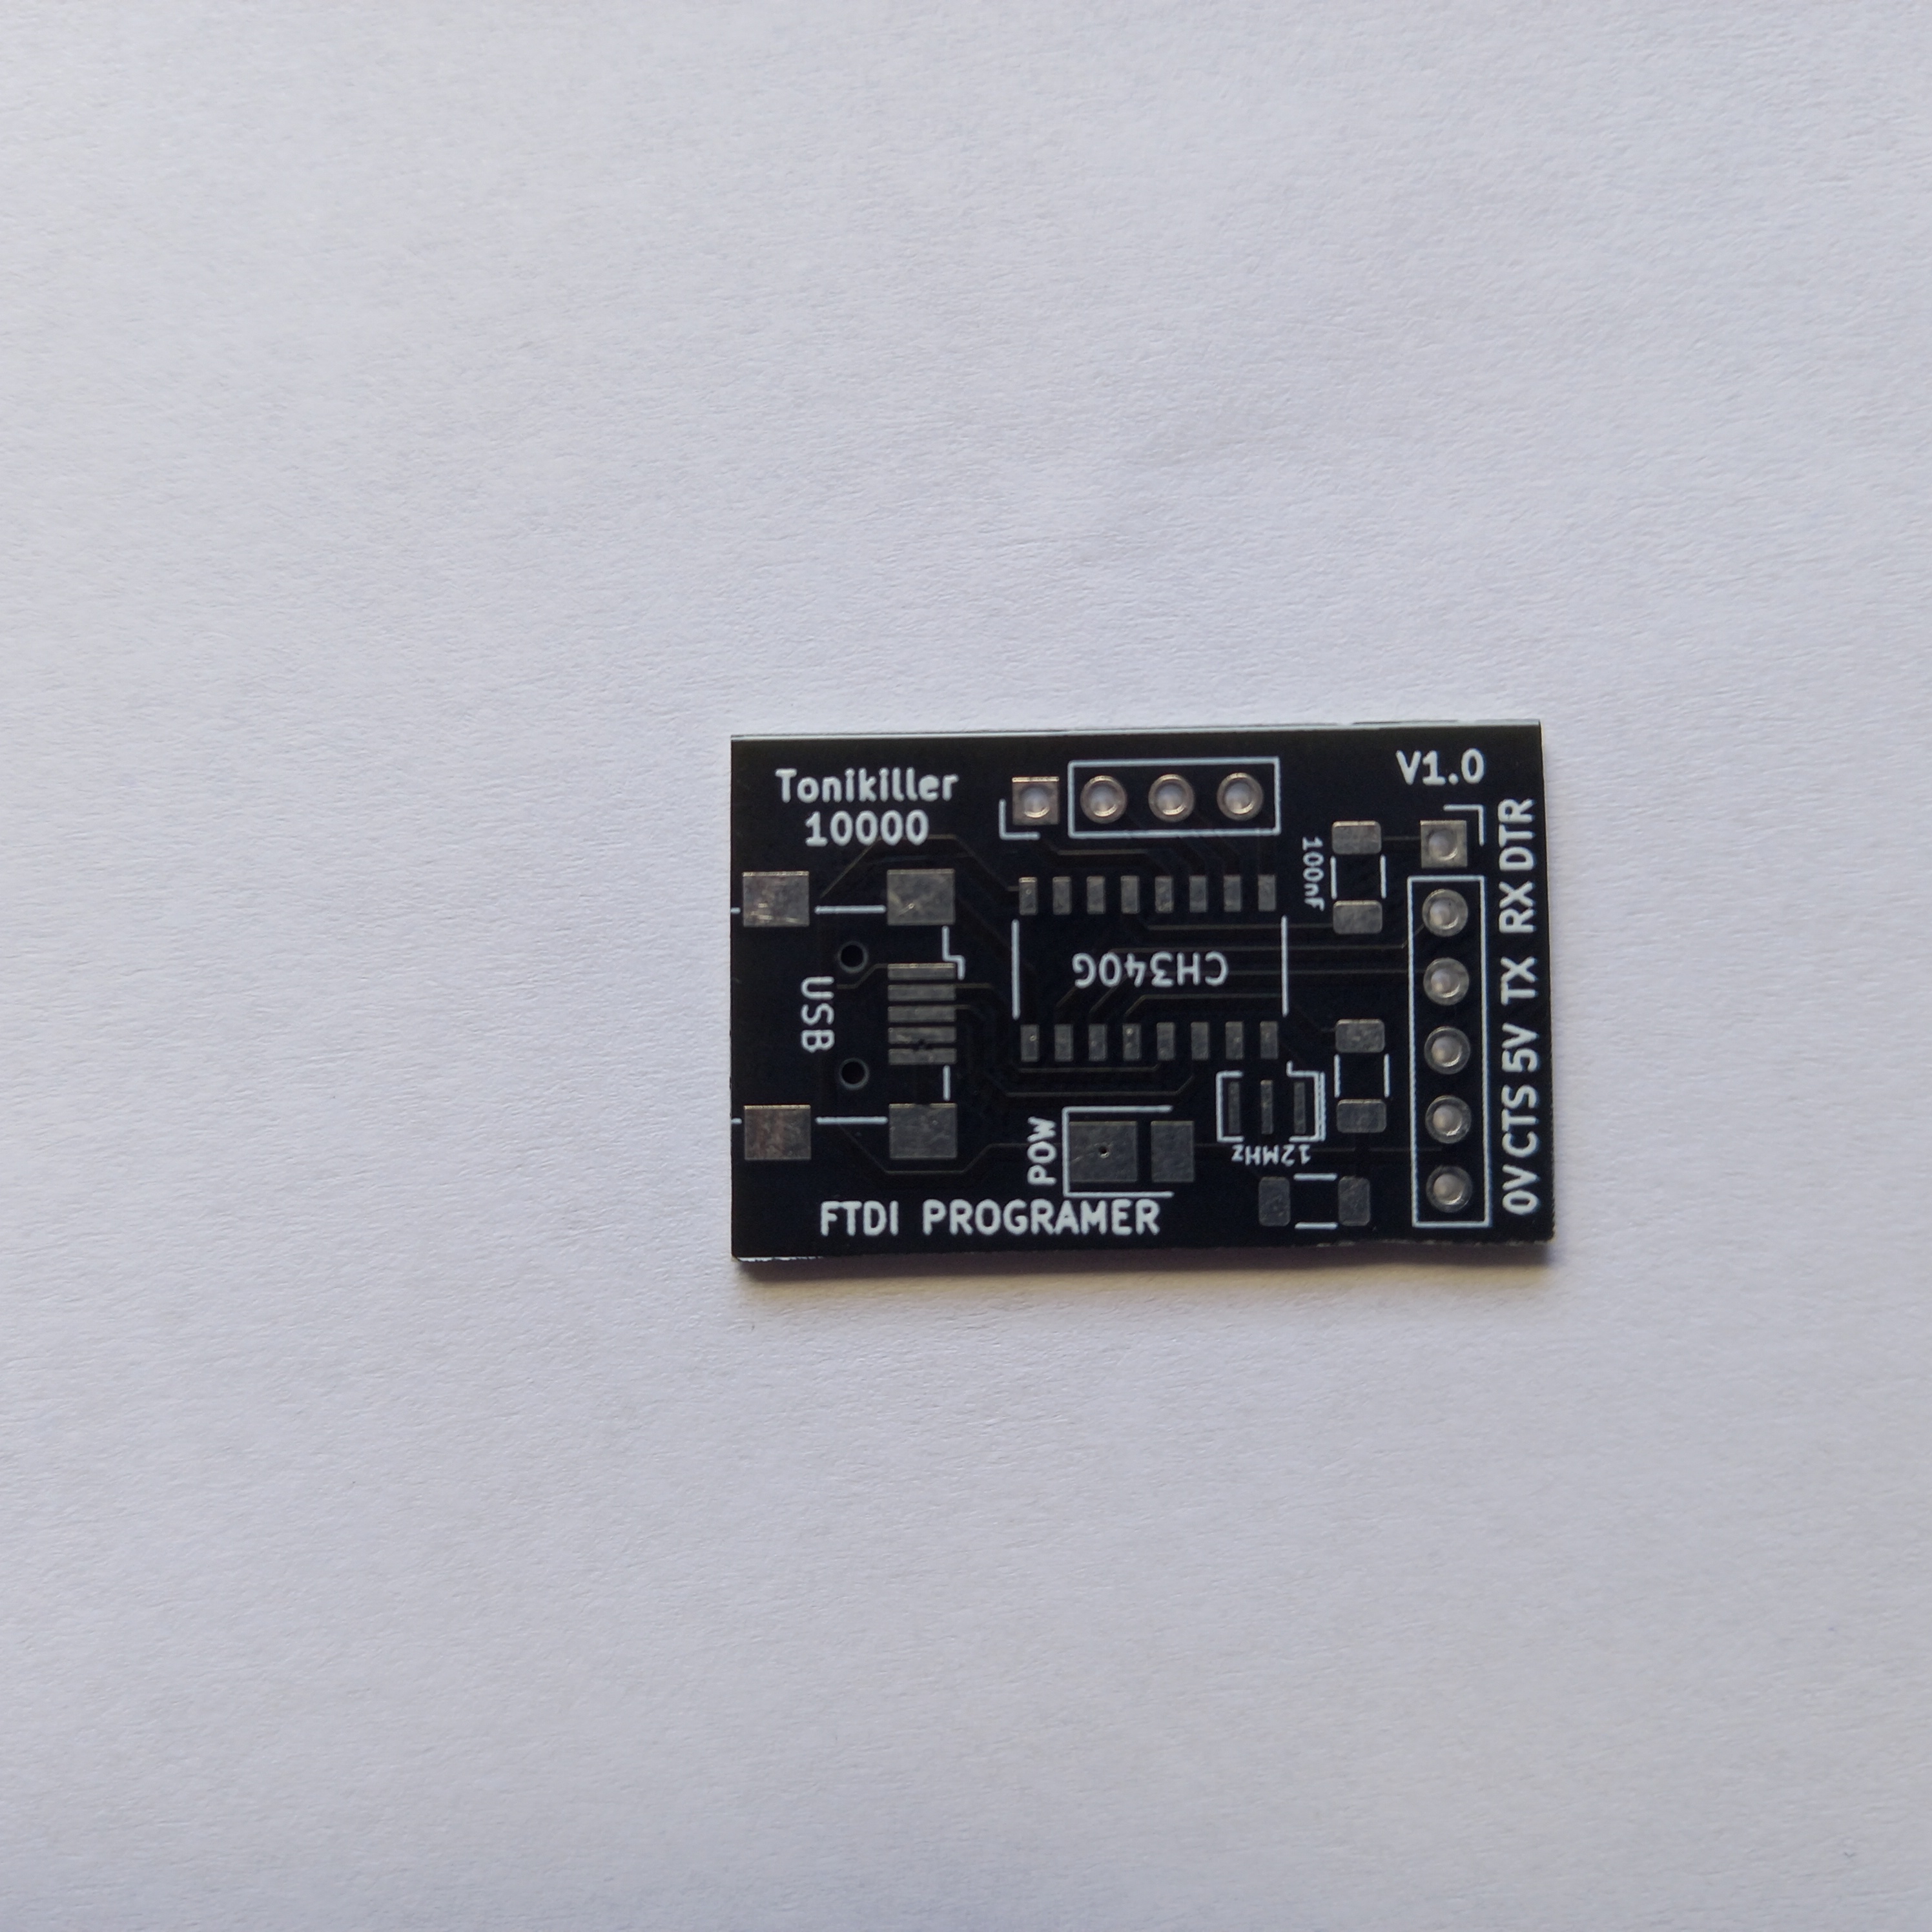 USB
Tonikiller
10000
FTDI PROGRAMER
POW
CH340G
12MHz
100nF
V1.0
0V CTS 5V TX RX DTR